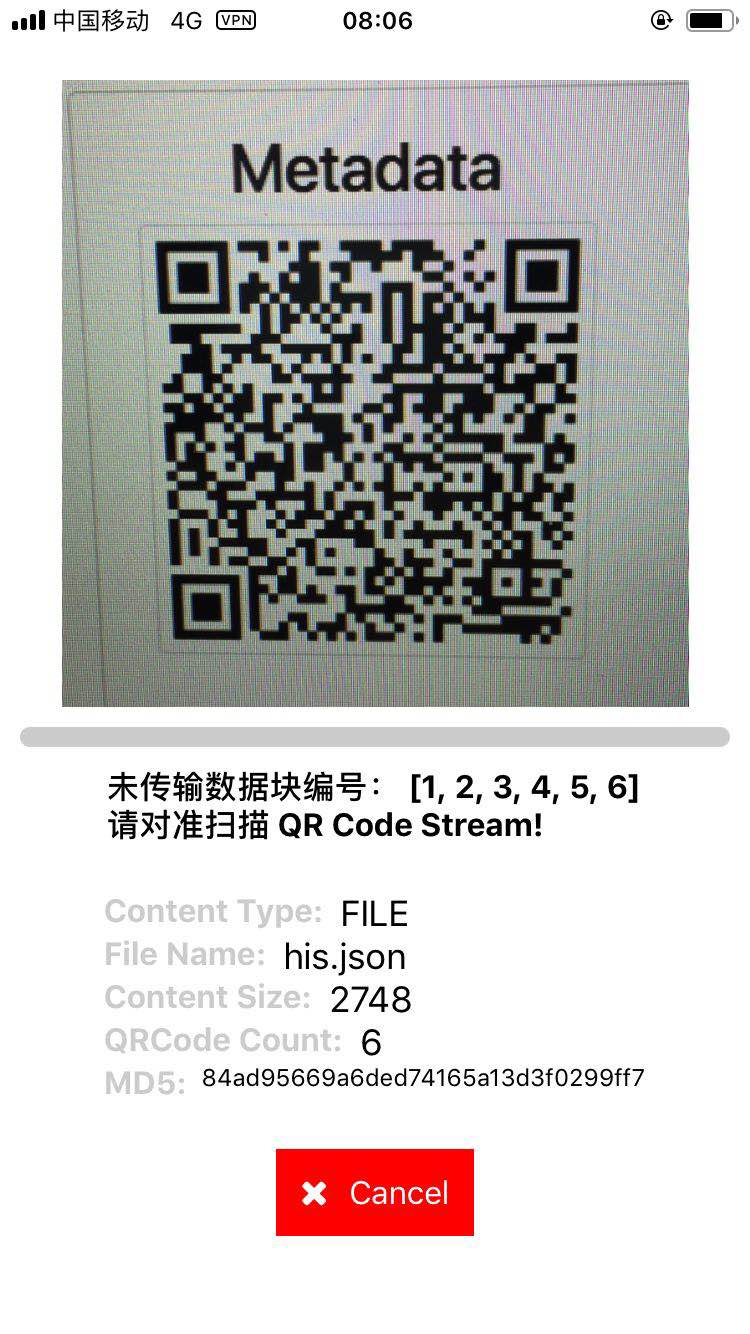 中国移动 4G VPN 08:06
Metadata
未传输数据块编号： [1, 2, 3, 4, 5, 6]
请对准扫描 QR Code Stream!
Content Type: FILE
File Name: his.json
Content Size: 2748
QRCode Count: 6
MD5: 84ad95669a6ded74165a13d3f0299ff7
Cancel